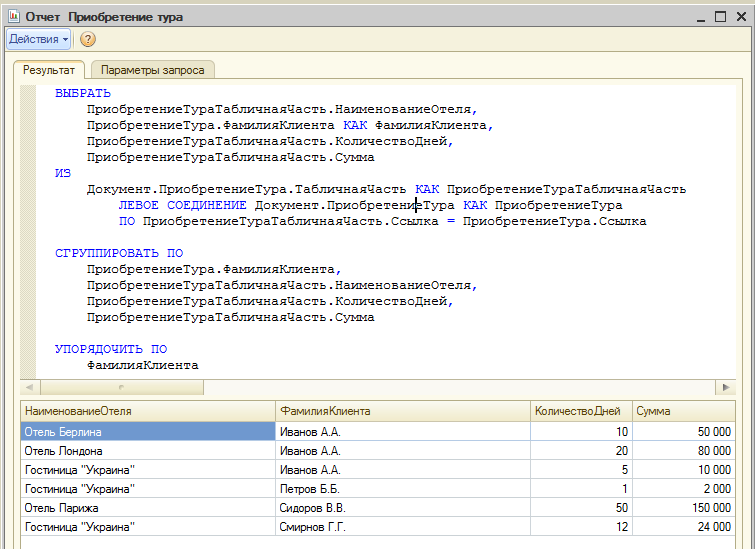 Отчет Приобретение тура
Действия
Результат Параметры запроса
ВЫБРАТЬ
ПриобретениеТураТабличнаяЧасть.НаименованиеОтеля,
ПриобретениеТура.ФамилияКлиента КАК ФамилияКлиента,
ПриобретениеТураТабличнаяЧасть.КоличествоДней,
ПриобретениеТураТабличнаяЧасть.Сумма
ИЗ
Документ.ПриобретениеТура.ТабличнаяЧасть КАК ПриобретениеТураТабличнаяЧасть
ЛЕВОЕ СОЕДИНЕНИЕ Документ.ПриобретениеТура КАК ПриобретениеТура
ПО ПриобретениеТураТабличнаяЧасть.Ссылка = ПриобретениеТура.Ссылка
СГРУППИРОВАТЬ ПО
ПриобретениеТура.ФамилияКлиента,
ПриобретениеТураТабличнаяЧасть.НаименованиеОтеля,
ПриобретениеТураТабличнаяЧасть.КоличествоДней,
ПриобретениеТураТабличнаяЧасть.Сумма
УПОРЯДОЧИТЬ ПО
ФамилияКлиента
НаименованиеОтеля ФамилияКлиента КоличествоДней Сумма
Отель Берлина Иванов А.А. 10 50 000
Отель Лондона Иванов А.А. 20 80 000
Гостиница "Украина" Иванов А.А. 5 10 000
Гостиница "Украина" Петров Б.Б. 1 2 000
Отель Парижа Сидоров В.В. 50 150 000
Гостиница "Украина" Смирнов Г.Г. 12 24 000